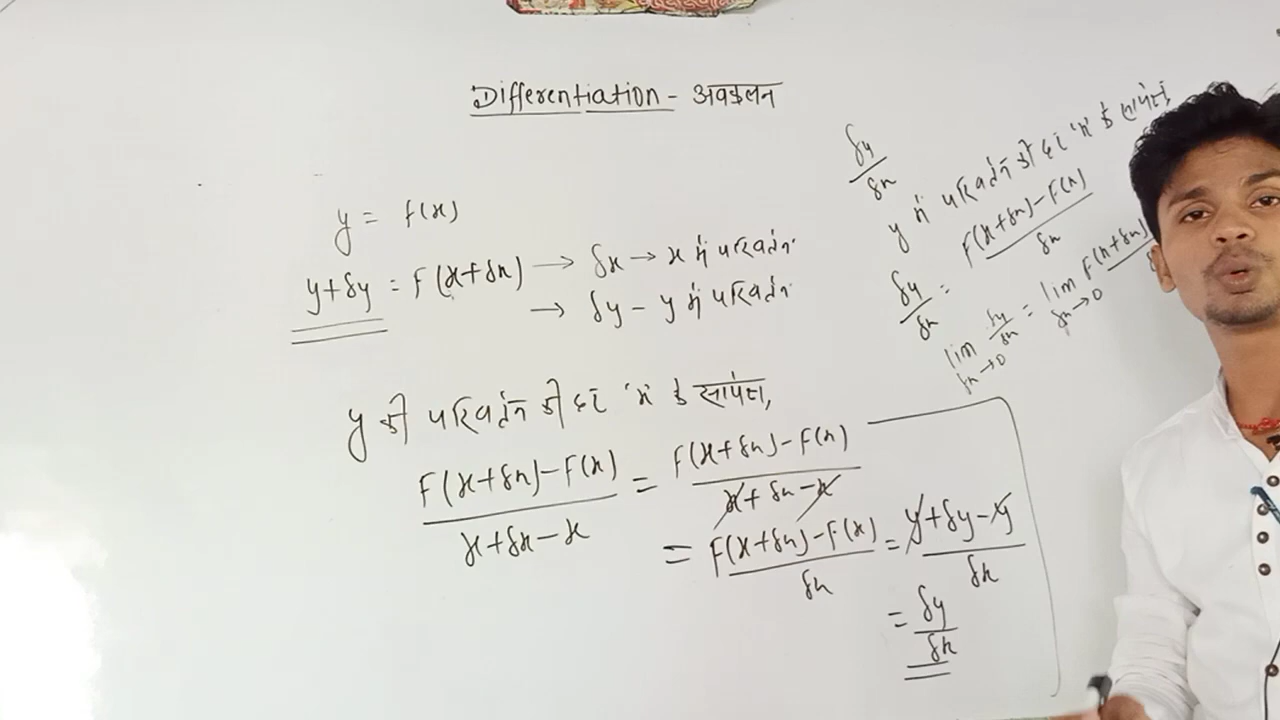 Differentiation - अवकलन
y = f(x)
y+δy = F(x+δx) → δx → x में परिवर्तन
→ δy - y में परिवर्तन
y की परिवर्तन की दर 'x' के सापेक्ष,
F(x+δx)-F(x) / x+δx-x = F(x+δx)-F(x) / x+δx-x
= F(x+δx)-F(x) / δx = y+δy-y / δx
= δy/δx
δy/δx
y में परिवर्तन की दर 'x' के सापेक्ष
δy/δx = F(x+δx)-F(x) / δx
lim δx→0 δy/δx = lim δx→0 F(x+δx)